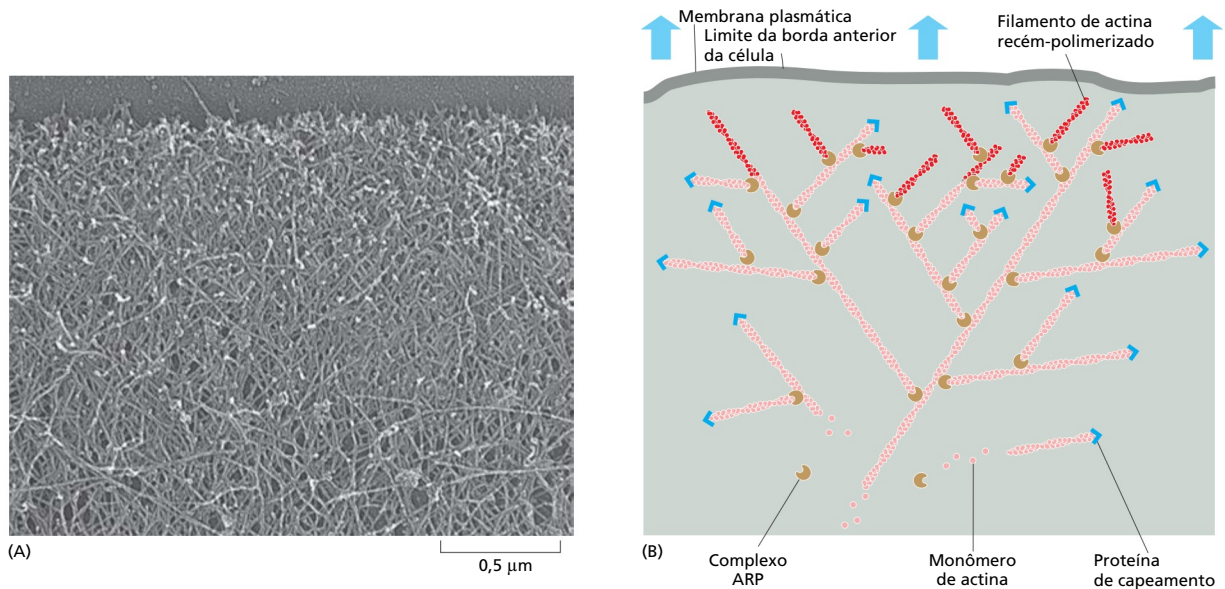 Membrana plasmática
Limite da borda anterior
da célula
Filamento de actina
recém-polimerizado
(A)
0,5 μm
(B)
Complexo
ARP
Monômero
de actina
Proteína
de capeamento